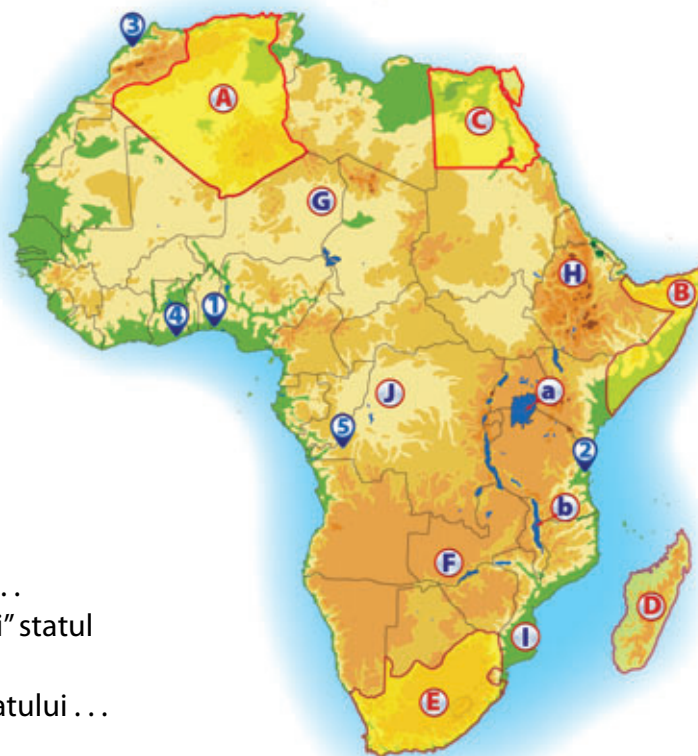 3
A
C
G
H
B
4
1
J
a
5
2
b
F
D
I
E
. .
i” statul
atului . . .